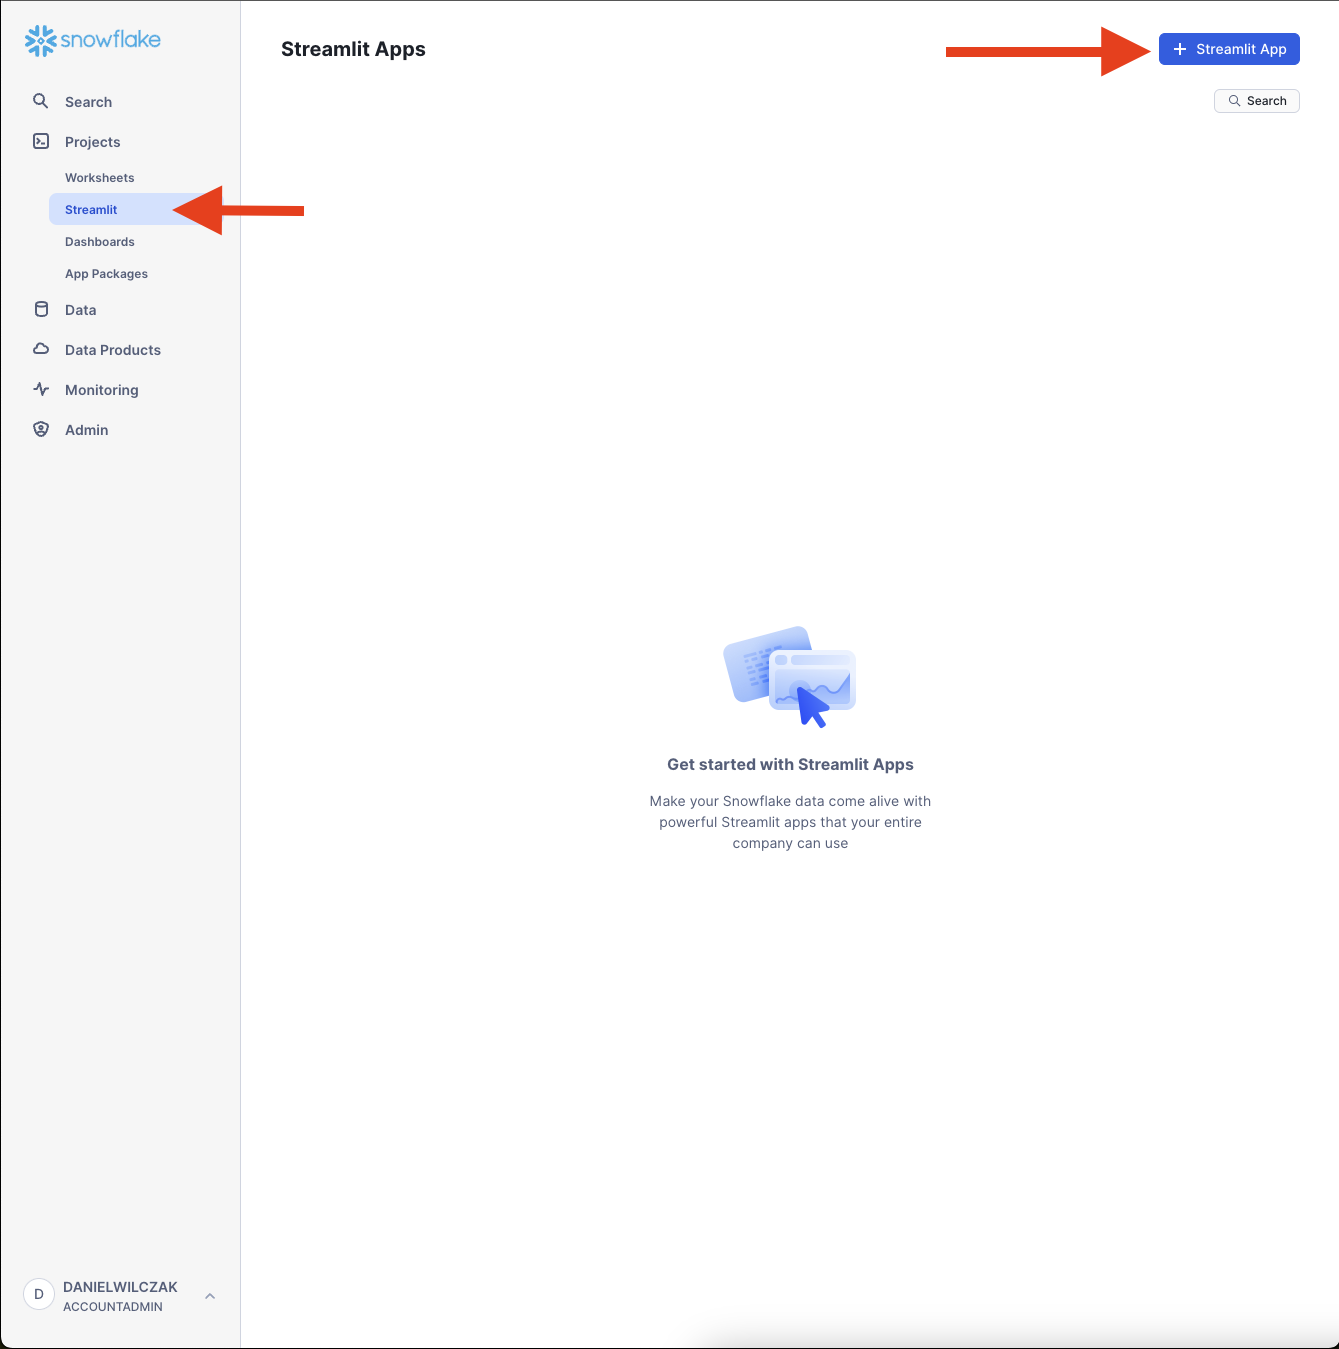 snowflake
Search
Projects
Worksheets
Streamlit
Dashboards
App Packages
Data
Data Products
Monitoring
Admin
DANIELWILCZAK
D
ACCOUNTADMIN
Streamlit Apps
+ Streamlit App
Search
Get started with Streamlit Apps
Make your Snowflake data come alive with
powerful Streamlit apps that your entire
company can use